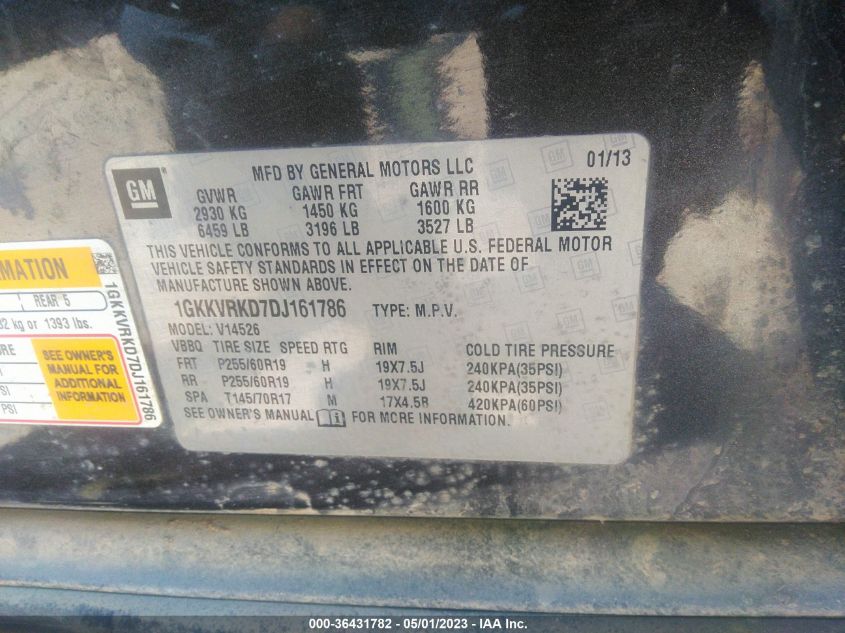 MFD BY GENERAL MOTORS LLC 01/13
GM
GVWR GAWR FRT GAWR RR
2930 KG 1450 KG 1600 KG
6459 LB 3196 LB 3527 LB
THIS VEHICLE CONFORMS TO ALL APPLICABLE U.S. FEDERAL MOTOR
VEHICLE SAFETY STANDARDS IN EFFECT ON THE DATE OF
MANUFACTURE SHOWN ABOVE.
1GKKVRKD7DJ161786 TYPE: M.P.V.
MODEL: V14526
VBBQ TIRE SIZE SPEED RTG RIM COLD TIRE PRESSURE
FRT P255/60R19 H 19X7.5J 240KPA(35PSI)
RR P255/60R19 H 19X7.5J 240KPA(35PSI)
SPA T145/70R17 M 17X4.5B 420KPA(60PSI)
SEE OWNER'S MANUAL FOR MORE INFORMATION.
REAR 5
kg or 1393 lbs.
SEE OWNER'S
MANUAL FOR
ADDITIONAL
INFORMATION
PSI
1GKKVRKD7DJ161786
000-36431782 - 05/01/2023 - IAA Inc.